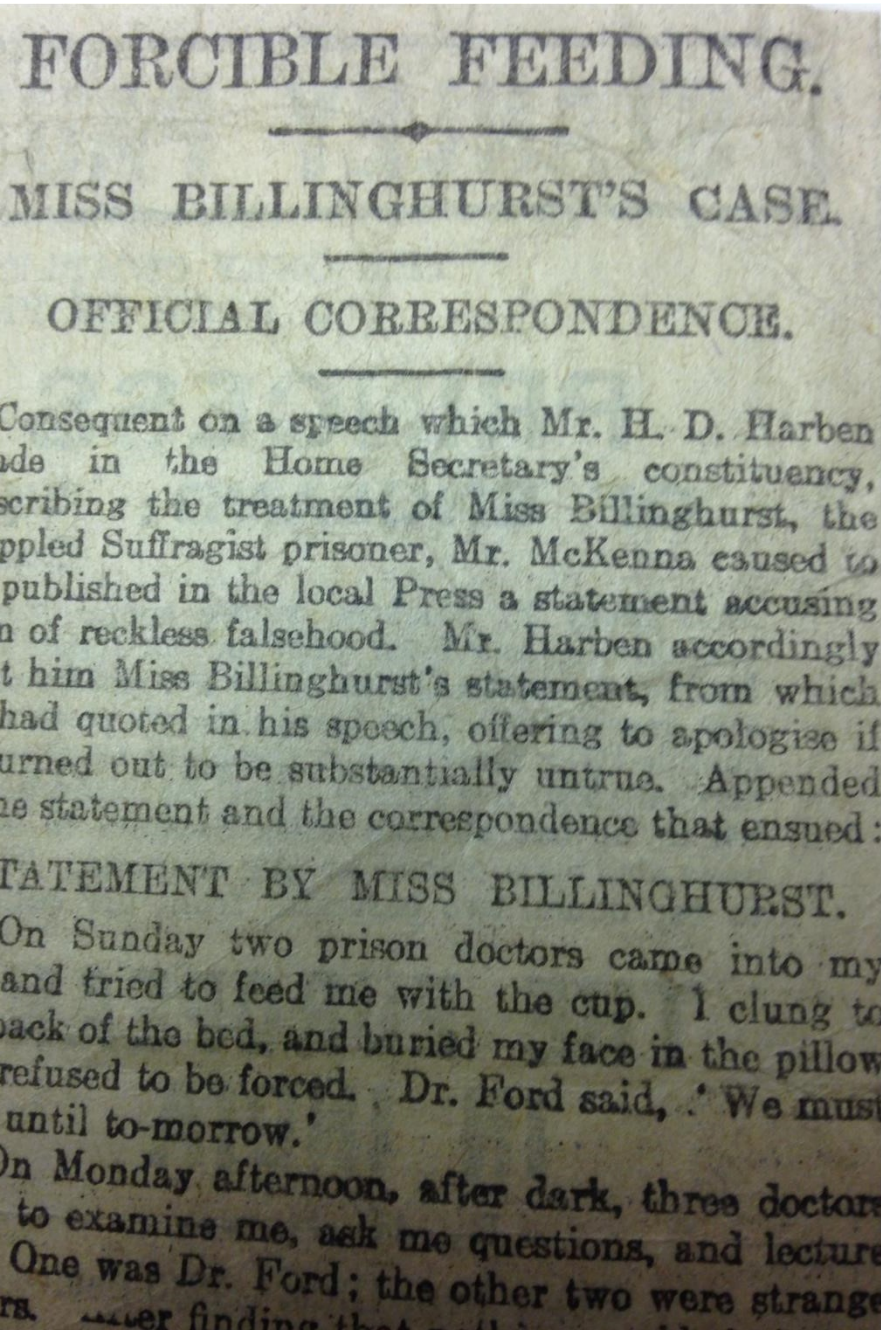 FORCIBLE FEEDING.
MISS BILLINGHURST'S CASE.
OFFICIAL CORRESPONDENCE.
Consequent on a speech which Mr. H. D. Harben
ade in the Home Secretary's constituency,
scribing the treatment of Miss Billinghurst, the
ppled Suffragist prisoner, Mr. McKenna caused to
published in the local Press a statement accusing
n of reckless falsehood. Mr. Harben accordingly
t him Miss Billinghurst's statement, from which
had quoted in his speech, offering to apologise if
urned out to be substantially untrue. Appended
he statement and the correspondence that ensued:
TATEMENT BY MISS BILLINGHURST.
On Sunday two prison doctors came into my
and tried to feed me with the cup. I clung to
back of the bed, and buried my face in the pillow
refused to be forced. Dr. Ford said, 'We must
until to-morrow.'
On Monday afternoon, after dark, three doctors
to examine me, ask me questions, and lecture
One was Dr. Ford; the other two were strange
rs. After finding that